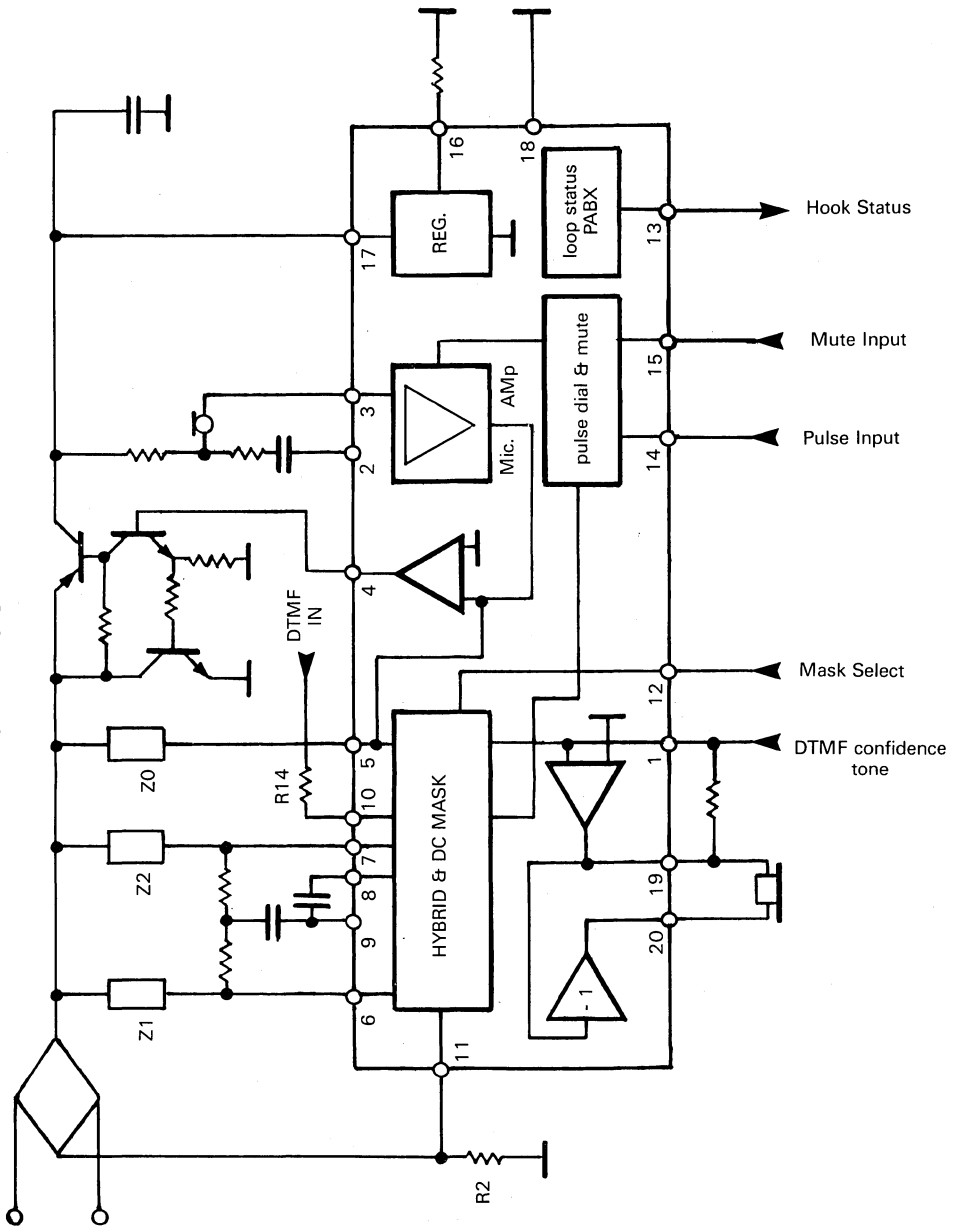 16
18
REG.
loop status
PABX
17
13
Hook Status
3
AMp
Mic.
2
pulse dial & mute
15
Mute Input
14
Pulse Input
4
DTMF
IN
12
Mask Select
Z0
R14
5
10
1
DTMF confidence
tone
Z2
7
8
9
HYBRID & DC MASK
19
20
- 1
Z1
6
11
R2